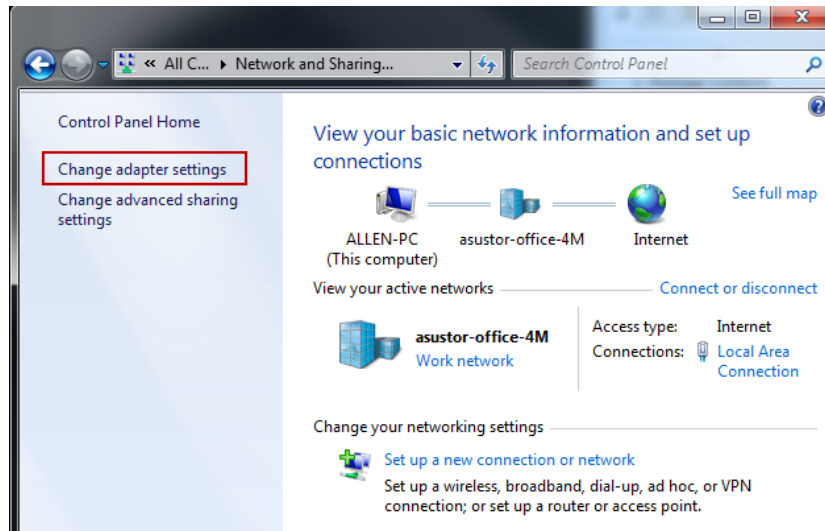 « All C... ▸ Network and Sharing...
Search Control Panel
Control Panel Home
Change adapter settings
Change advanced sharing
settings
View your basic network information and set up
connections
See full map
ALLEN-PC
(This computer)
asustor-office-4M
Internet
View your active networks
Connect or disconnect
asustor-office-4M
Work network
Access type: Internet
Connections: Local Area
Connection
Change your networking settings
Set up a new connection or network
Set up a wireless, broadband, dial-up, ad hoc, or VPN
connection; or set up a router or access point.